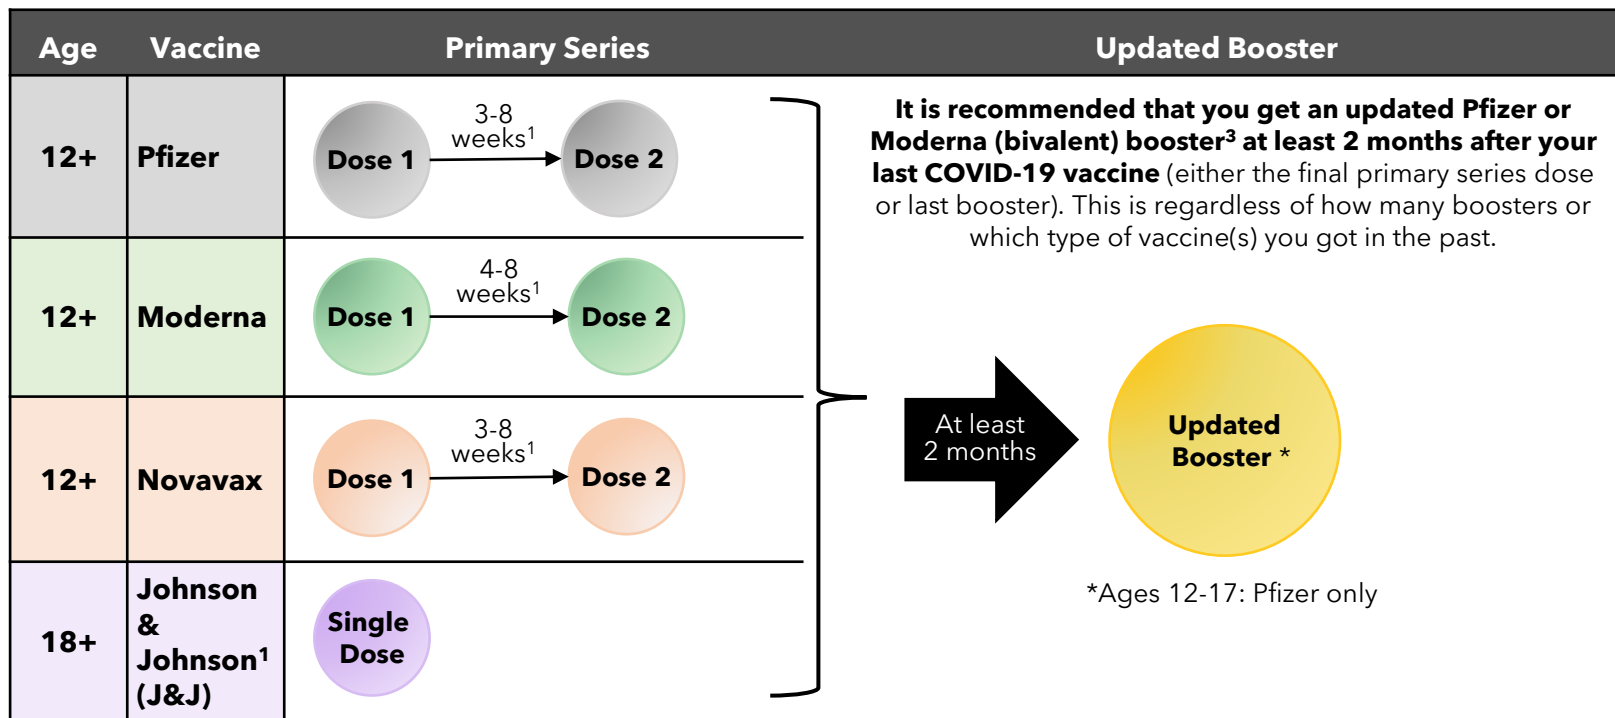 Age Vaccine Primary Series Updated Booster
12+ Pfizer
Dose 1
3-8
weeks¹
Dose 2
12+ Moderna
Dose 1
4-8
weeks¹
Dose 2
12+ Novavax
Dose 1
3-8
weeks¹
Dose 2
18+
Johnson
&
Johnson¹
(J&J)
Single
Dose
It is recommended that you get an updated Pfizer or
Moderna (bivalent) booster³ at least 2 months after your
last COVID-19 vaccine (either the final primary series dose
or last booster). This is regardless of how many boosters or
which type of vaccine(s) you got in the past.
At least
2 months
Updated
Booster *
*Ages 12-17: Pfizer only